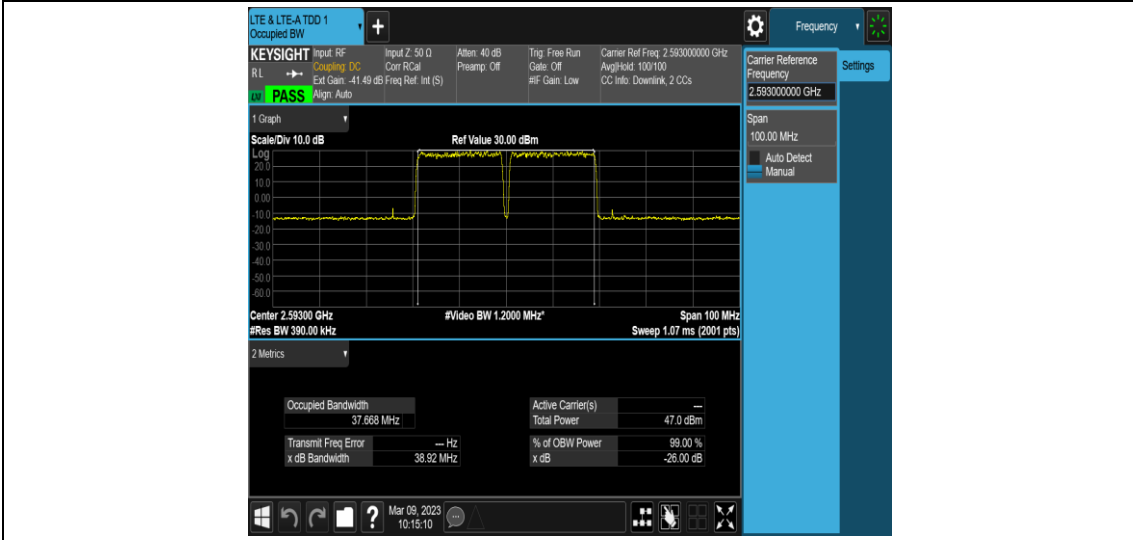 LTE & LTE-A TDD 1
Occupied BW
+
Frequency
KEYSIGHT
RL
LXI
PASS
Input: RF
Coupling: DC
Ext Gain: -41.49 dB
Align: Auto
Input Z: 50 Ω
Corr RCal
Freq Ref: Int (S)
Atten: 40 dB
Preamp: Off
Trig: Free Run
Gate: Off
#IF Gain: Low
Carrier Ref Freq: 2.593000000 GHz
Avg|Hold: 100/100
CC Info: Downlink, 2 CCs
Carrier Reference
Frequency
2.593000000 GHz
Settings
Span
100.00 MHz
Auto Detect
Manual
1 Graph
Scale/Div 10.0 dB
Ref Value 30.00 dBm
Log
20.0
10.0
0.00
-10.0
-20.0
-30.0
-40.0
-50.0
-60.0
Center 2.59300 GHz
#Video BW 1.2000 MHz*
Span 100 MHz
#Res BW 390.00 kHz
Sweep 1.07 ms (2001 pts)
2 Metrics
Occupied Bandwidth
37.668 MHz
Active Carrier(s) ---
Total Power 47.0 dBm
Transmit Freq Error --- Hz
x dB Bandwidth 38.92 MHz
% of OBW Power 99.00 %
x dB -26.00 dB
?
Mar 09, 2023
10:15:10